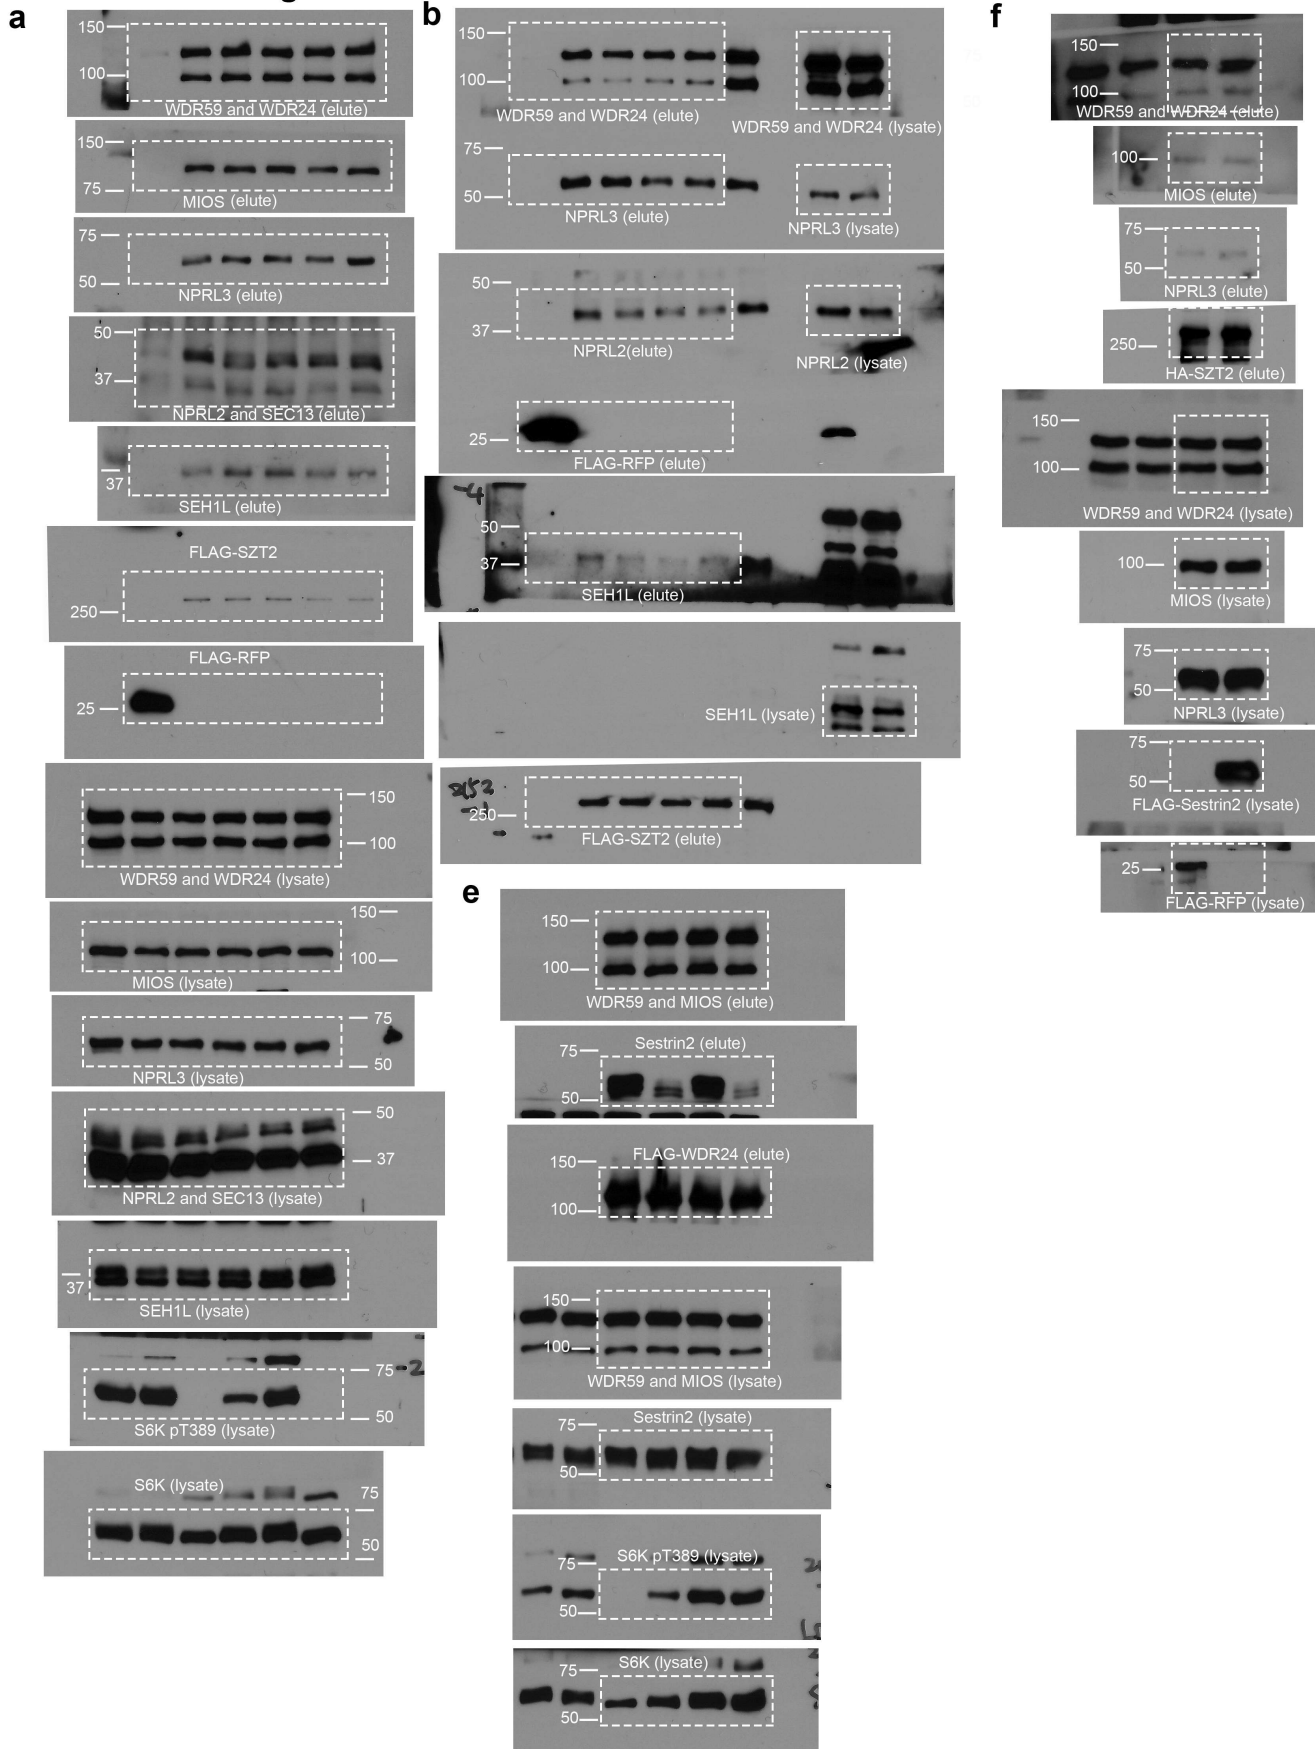 a
150
100
WDR59 and WDR24 (elute)
150
75
MIOS (elute)
75
50
NPRL3 (elute)
50
37
NPRL2 and SEC13 (elute)
37
SEH1L (elute)
FLAG-SZT2
250
FLAG-RFP
25
150
100
WDR59 and WDR24 (lysate)
150
100
MIOS (lysate)
75
50
NPRL3 (lysate)
50
37
NPRL2 and SEC13 (lysate)
37
SEH1L (lysate)
75
2
50
S6K pT389 (lysate)
S6K (lysate)
75
50
b
150
100
WDR59 and WDR24 (elute)
WDR59 and WDR24 (lysate)
75
50
NPRL3 (elute)
NPRL3 (lysate)
50
37
NPRL2(elute)
NPRL2 (lysate)
25
FLAG-RFP (elute)
50
37
SEH1L (elute)
SEH1L (lysate)
250
FLAG-SZT2 (elute)
e
150
100
WDR59 and MIOS (elute)
Sestrin2 (elute)
75
50
FLAG-WDR24 (elute)
150
100
150
100
WDR59 and MIOS (lysate)
Sestrin2 (lysate)
75
50
S6K pT389 (lysate)
75
50
S6K (lysate)
75
50
f
150
100
WDR59 and WDR24 (elute)
100
MIOS (elute)
75
50
NPRL3 (elute)
250
HA-SZT2 (elute)
150
100
WDR59 and WDR24 (lysate)
100
MIOS (lysate)
75
50
NPRL3 (lysate)
75
50
FLAG-Sestrin2 (lysate)
25
FLAG-RFP (lysate)